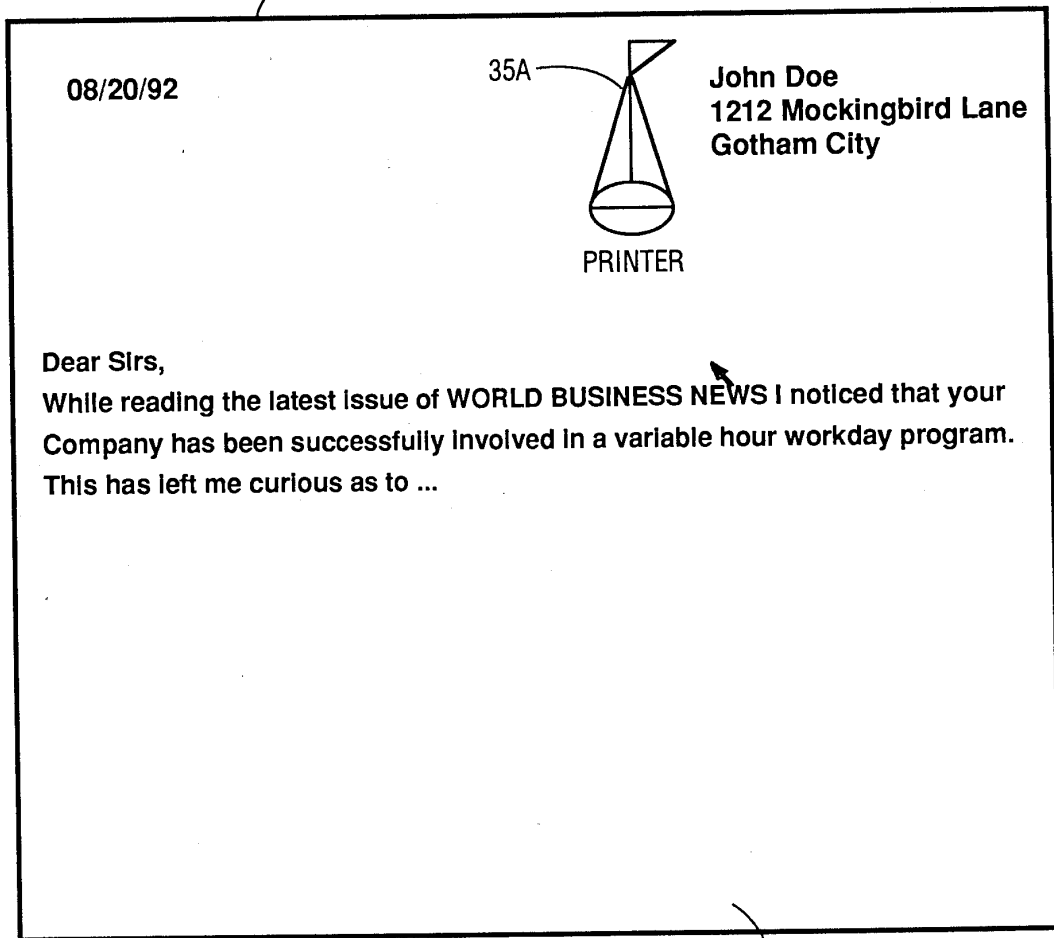 08/20/92
35A
John Doe
1212 Mockingbird Lane
Gotham City
PRINTER
Dear Sirs,
While reading the latest issue of WORLD BUSINESS NEWS I noticed that your
Company has been successfully involved in a variable hour workday program.
This has left me curious as to ...